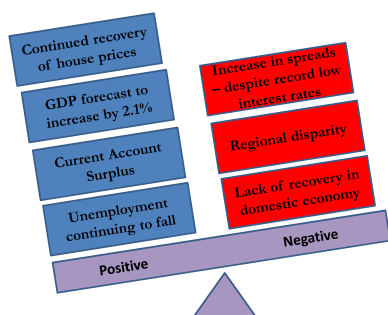 Continued recovery
of house prices
GDP forecast to
increase by 2.1%
Current Account
Surplus
Unemployment
continuing to fall
Increase in spreads
– despite record low
interest rates
Regional disparity
Lack of recovery in
domestic economy
Positive
Negative